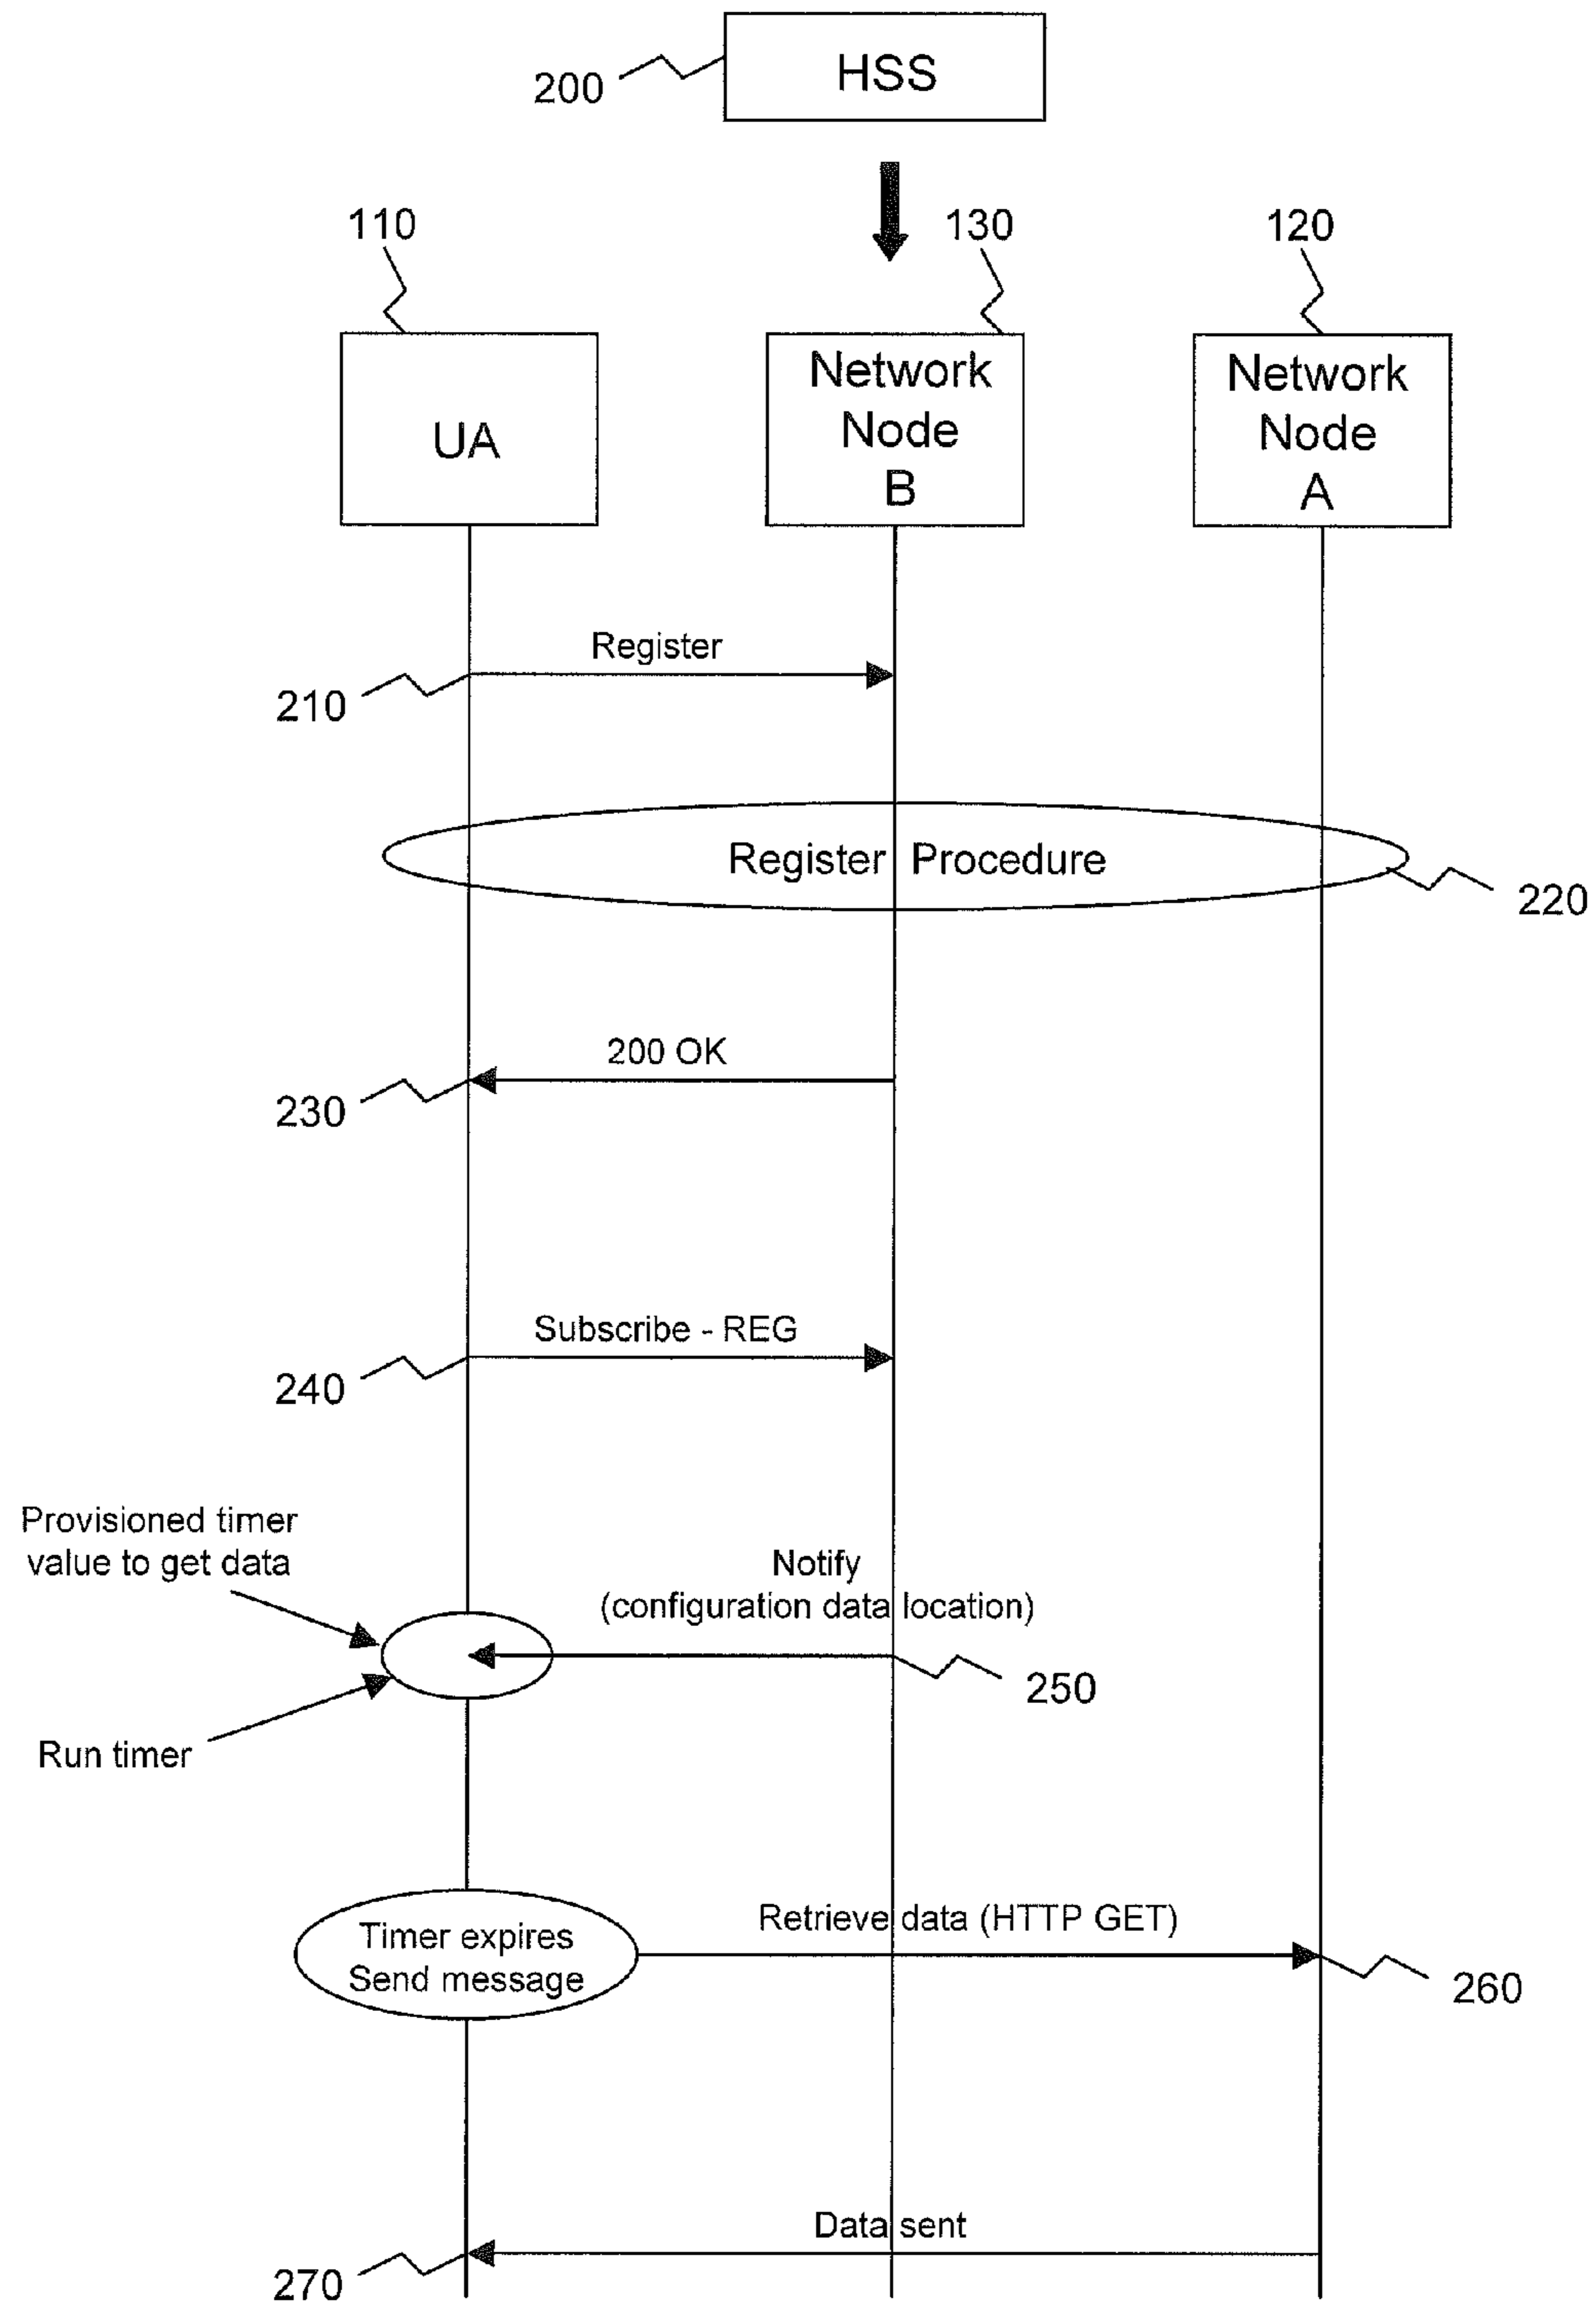 HSS
200
110
130
120
UA
Network
Node
B
Network
Node
A
Register
210
Register Procedure
220
200 OK
230
Subscribe - REG
240
Provisioned timer
value to get data
Notify
(configuration data location)
250
Run timer
Timer expires
Send message
Retrieve data (HTTP GET)
260
Data sent
270